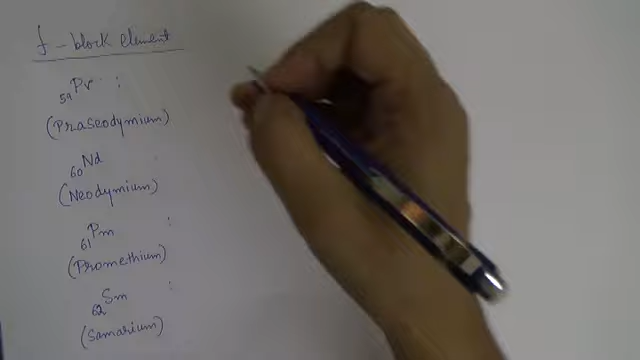 f - block element
59Pr :
(Praseodymium)
60Nd :
(Neodymium)
61Pm :
(Promethium)
62Sm :
(Samarium)